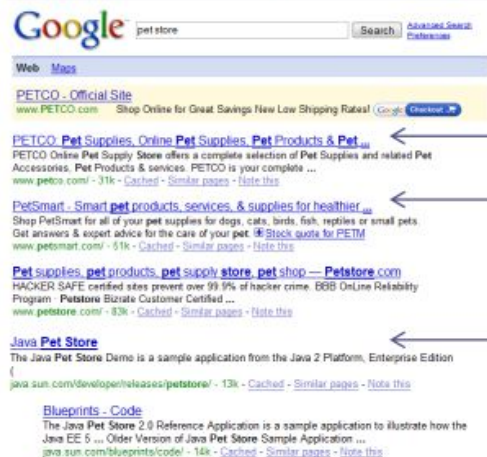 Google
pet store Search Advanced Search
Preferences
Web Maps
PETCO - Official Site
www.PETCO.com Shop Online for Great Savings New Low Shipping Rates! Google Checkout
PETCO: Pet Supplies, Online Pet Supplies, Pet Products & Pet ...
PETCO Online Pet Supply Store offers a complete selection of Pet Supplies and related Pet
Accessories, Pet Products & services. PETCO is your complete ...
www.petco.com/ - 31k - Cached - Similar pages - Note this
PetSmart - Smart pet products, services, & supplies for healthier ...
Shop PetSmart for all of your pet supplies for dogs, cats, birds, fish, reptiles or small pets.
Get answers & expert advice for the care of your pet. Stock quote for PETM
www.petsmart.com/ - 51k - Cached - Similar pages - Note this
Pet supplies, pet products, pet supply store, pet shop — Petstore.com
HACKER SAFE certified sites prevent over 99.9% of hacker crime. BBB OnLine Reliability
Program · Petstore Bizrate Customer Certified ...
www.petstore.com/ - 83k - Cached - Similar pages - Note this
Java Pet Store
The Java Pet Store Demo is a sample application from the Java 2 Platform, Enterprise Edition
(
java.sun.com/developer/releases/petstore/ - 13k - Cached - Similar pages - Note this
Blueprints - Code
The Java Pet Store 2.0 Reference Application is a sample application to illustrate how the
Java EE 5 ... Older Version of Java Pet Store Sample Application ...
java.sun.com/blueprints/code/ - 14k - Cached - Similar pages - Note this